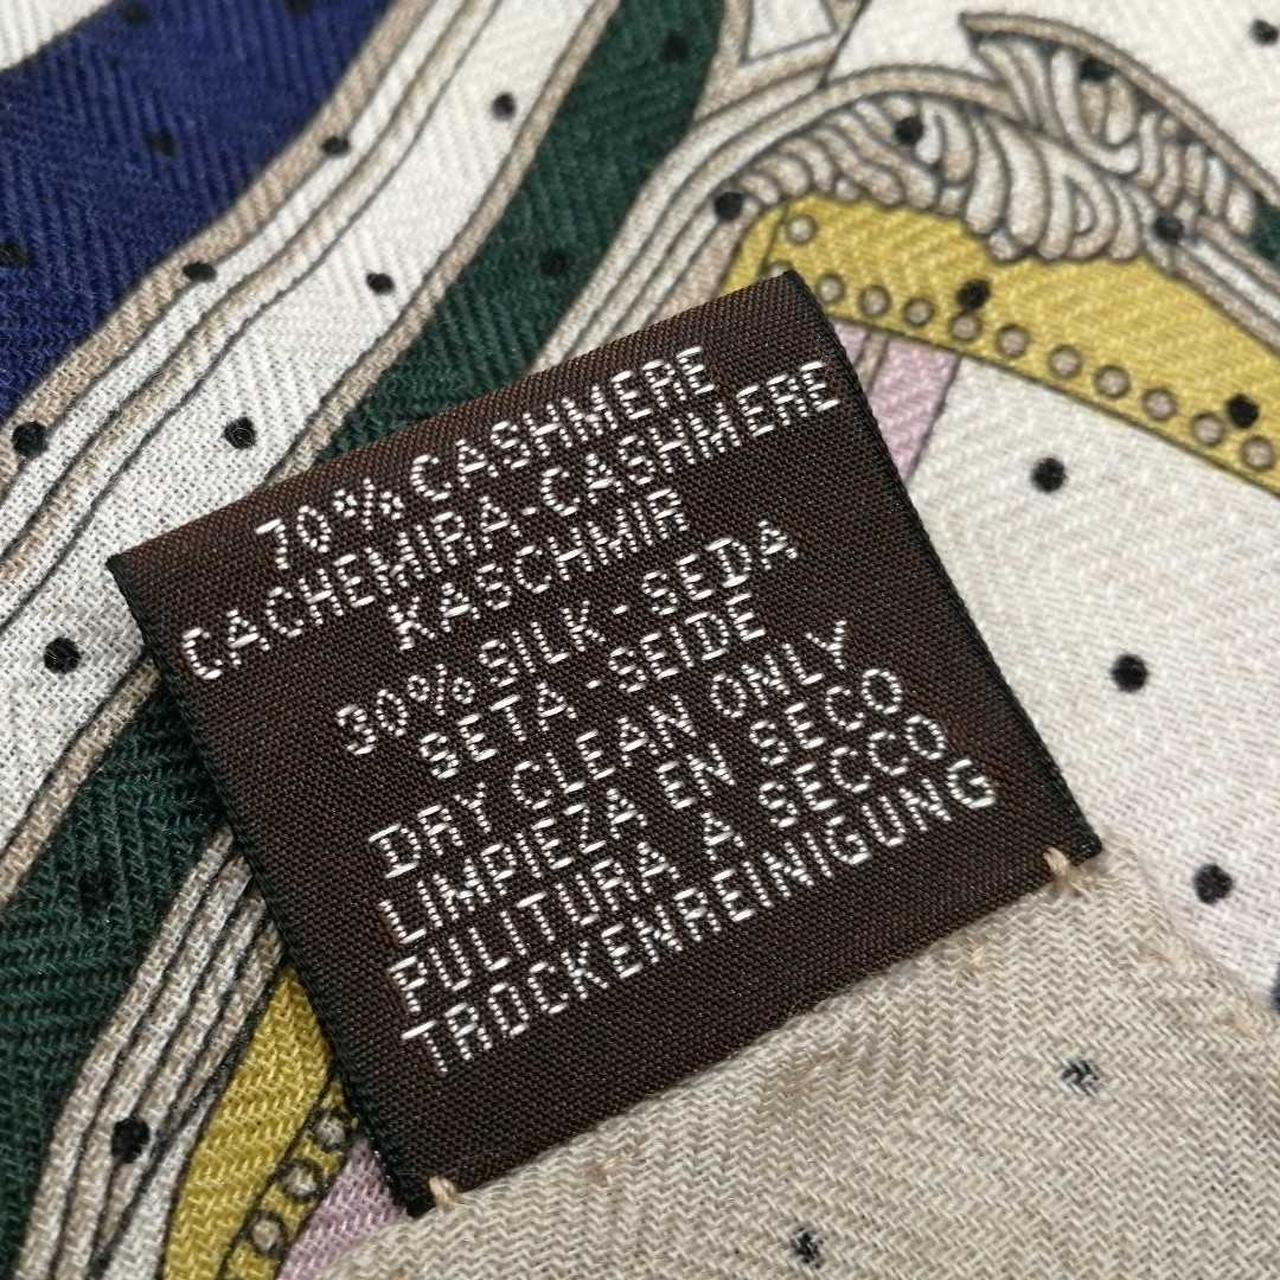 70% CASHMERE
CACHEMIRA-CASHMERE
KASCHMIR
30% SILK - SEDA
SETA - SEIDE
DRY CLEAN ONLY
LIMPIEZA EN SECO
PULITURA A SECCO
TROCKENREINIGUNG